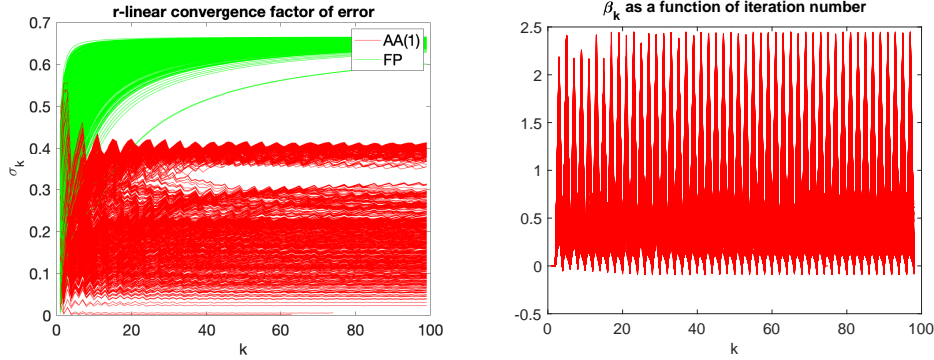 r-linear convergence factor of error
0.7
0.6
0.5
0.4
0.3
0.2
0.1
0
σk
AA(1)
FP
0 20 40 60 80 100
k
βk as a function of iteration number
2.5
2
1.5
1
0.5
0
-0.5
0 20 40 60 80 100
k